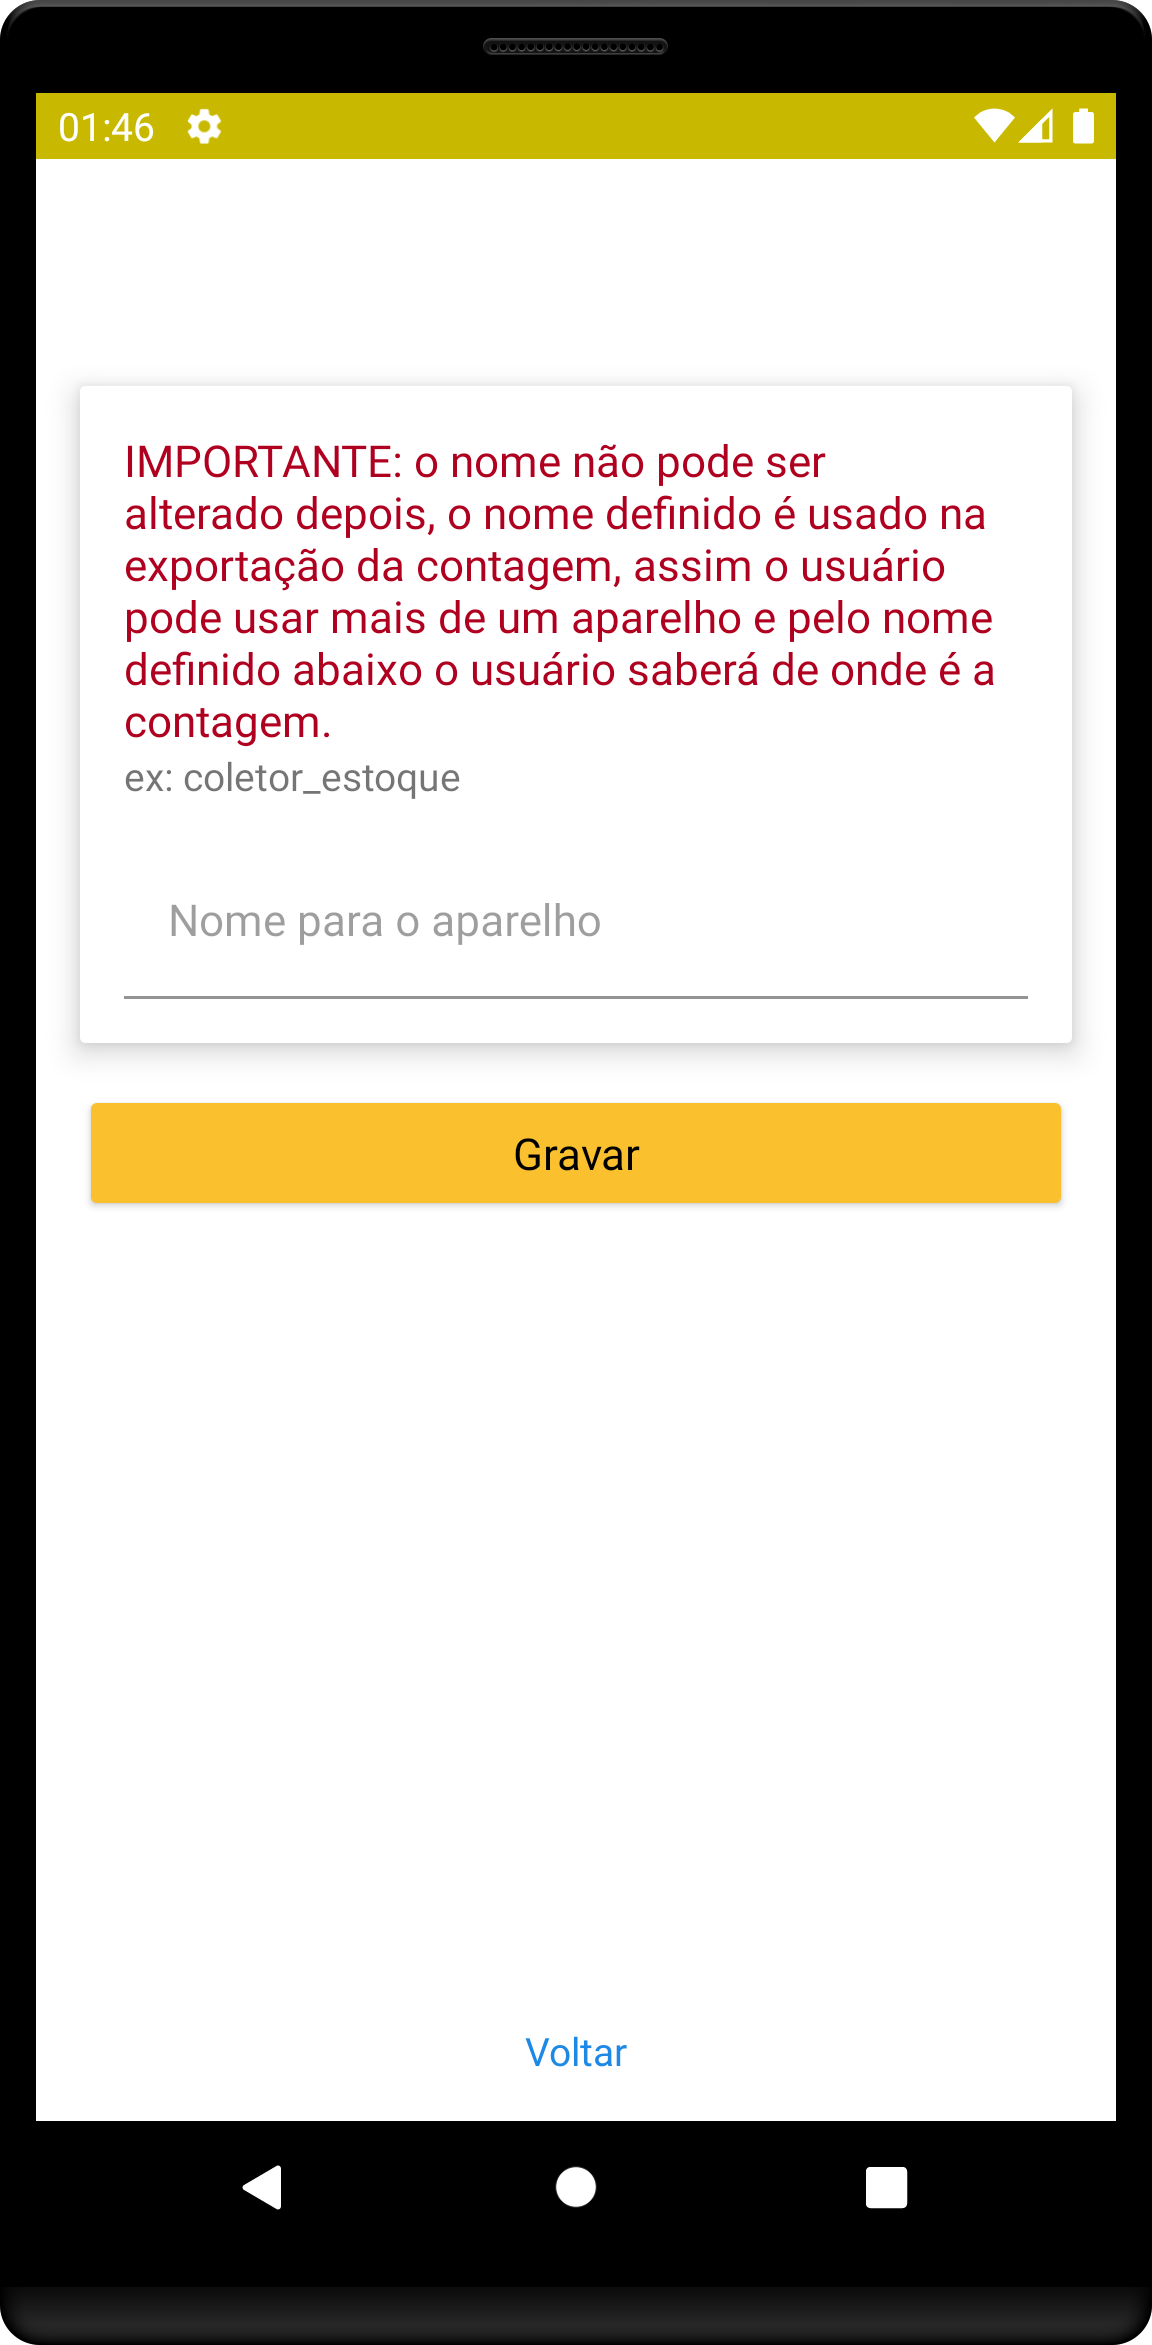 01:46
IMPORTANTE: o nome não pode ser
alterado depois, o nome definido é usado na
exportação da contagem, assim o usuário
pode usar mais de um aparelho e pelo nome
definido abaixo o usuário saberá de onde é a
contagem.
ex: coletor_estoque
Nome para o aparelho
Gravar
Voltar